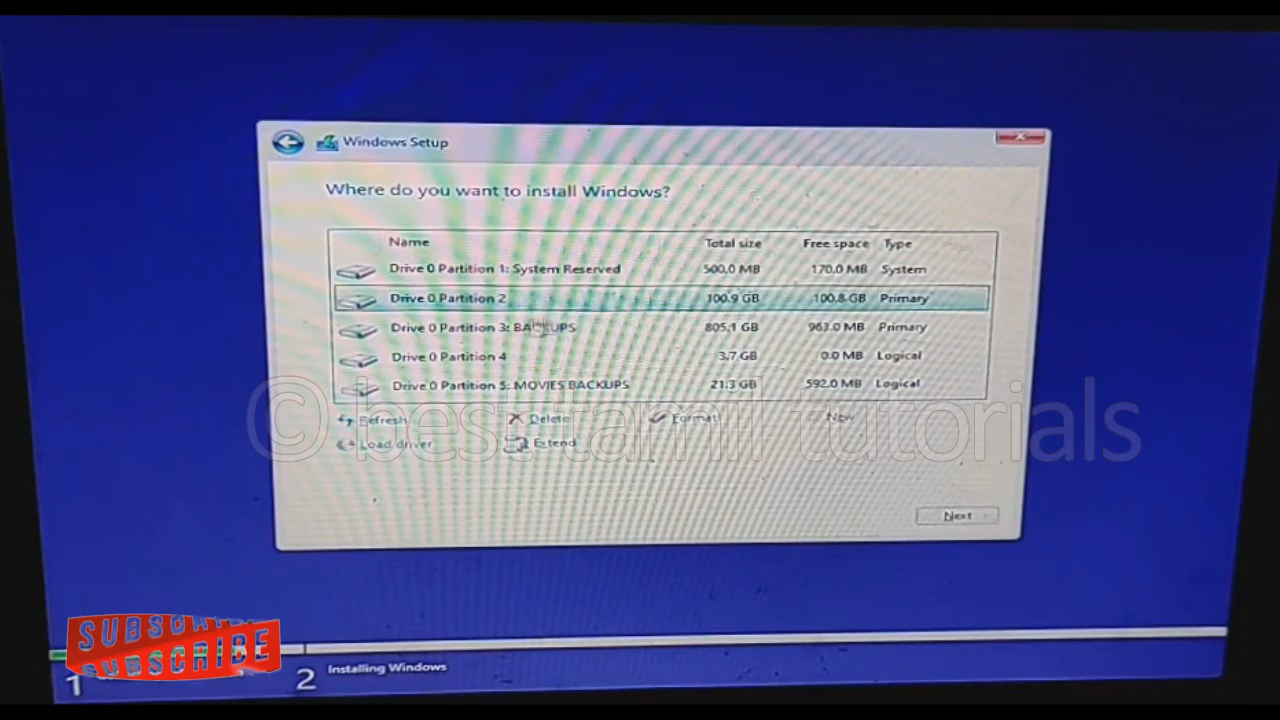 Windows Setup
Where do you want to install Windows?
Name Total size Free space Type
Drive 0 Partition 1: System Reserved 500.0 MB 170.0 MB System
Drive 0 Partition 2 100.9 GB 100.8 GB Primary
Drive 0 Partition 3: BACKUPS 805.1 GB 963.0 MB Primary
Drive 0 Partition 4 3.7 GB 0.0 MB Logical
Drive 0 Partition 5: MOVIES BACKUPS 21.3 GB 592.0 MB Logical
Refresh Delete Format New
© best tamil tutorials
Load driver Extend
Next
SUBSCRIBE
SUBSCRIBE
1
2 Installing Windows